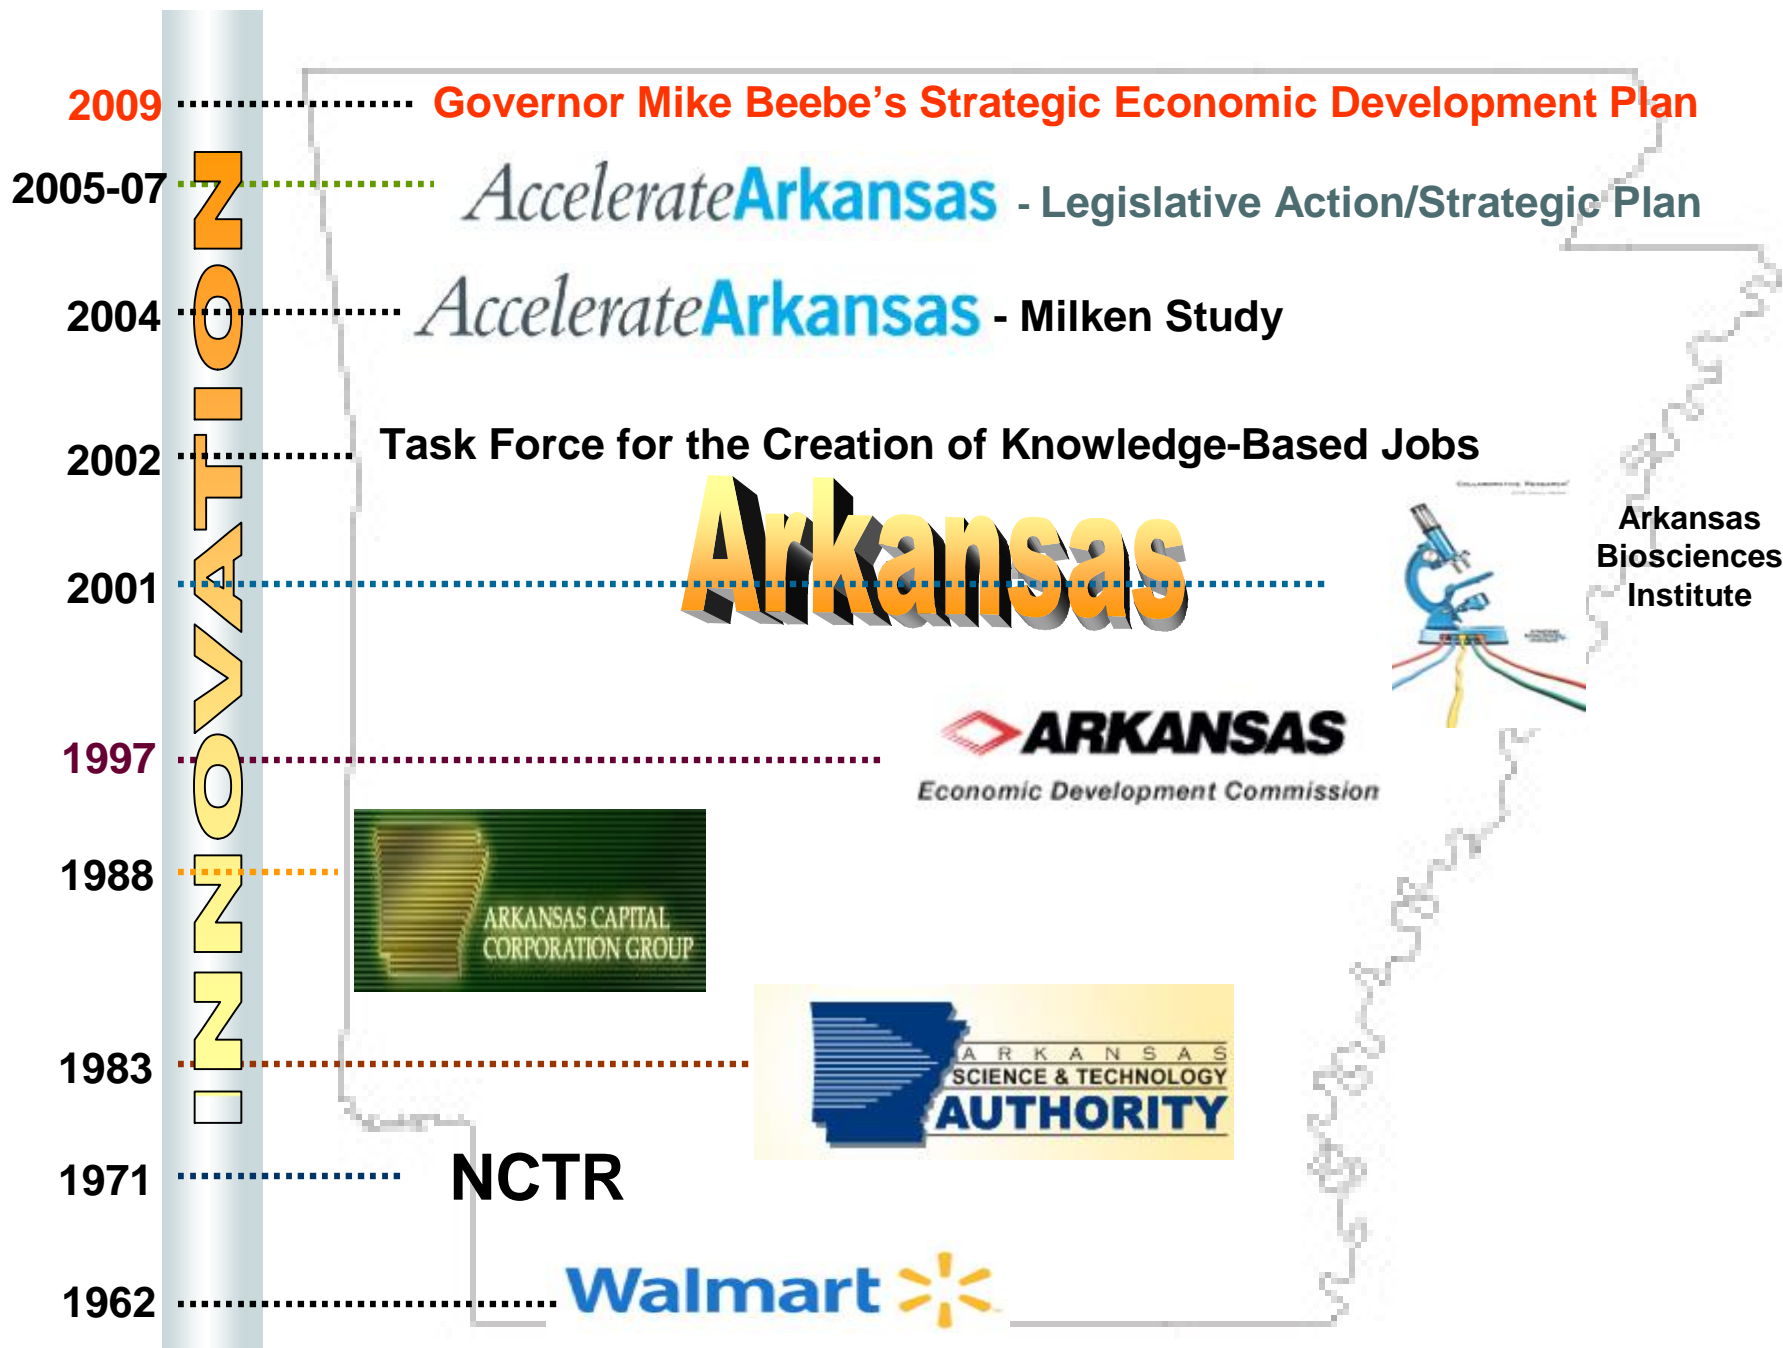 2009 Governor Mike Beebe’s Strategic Economic Development Plan
2005-07 AccelerateArkansas - Legislative Action/Strategic Plan
2004 AccelerateArkansas - Milken Study
2002 Task Force for the Creation of Knowledge-Based Jobs
Arkansas
COLLABORATIVE RESEARCH
2001
Arkansas
Biosciences
Institute
1997
ARKANSAS
Economic Development Commission
1988
ARKANSAS CAPITAL
CORPORATION GROUP
1983
ARKANSAS
SCIENCE & TECHNOLOGY
AUTHORITY
1971 NCTR
1962 Walmart
INNOVATION